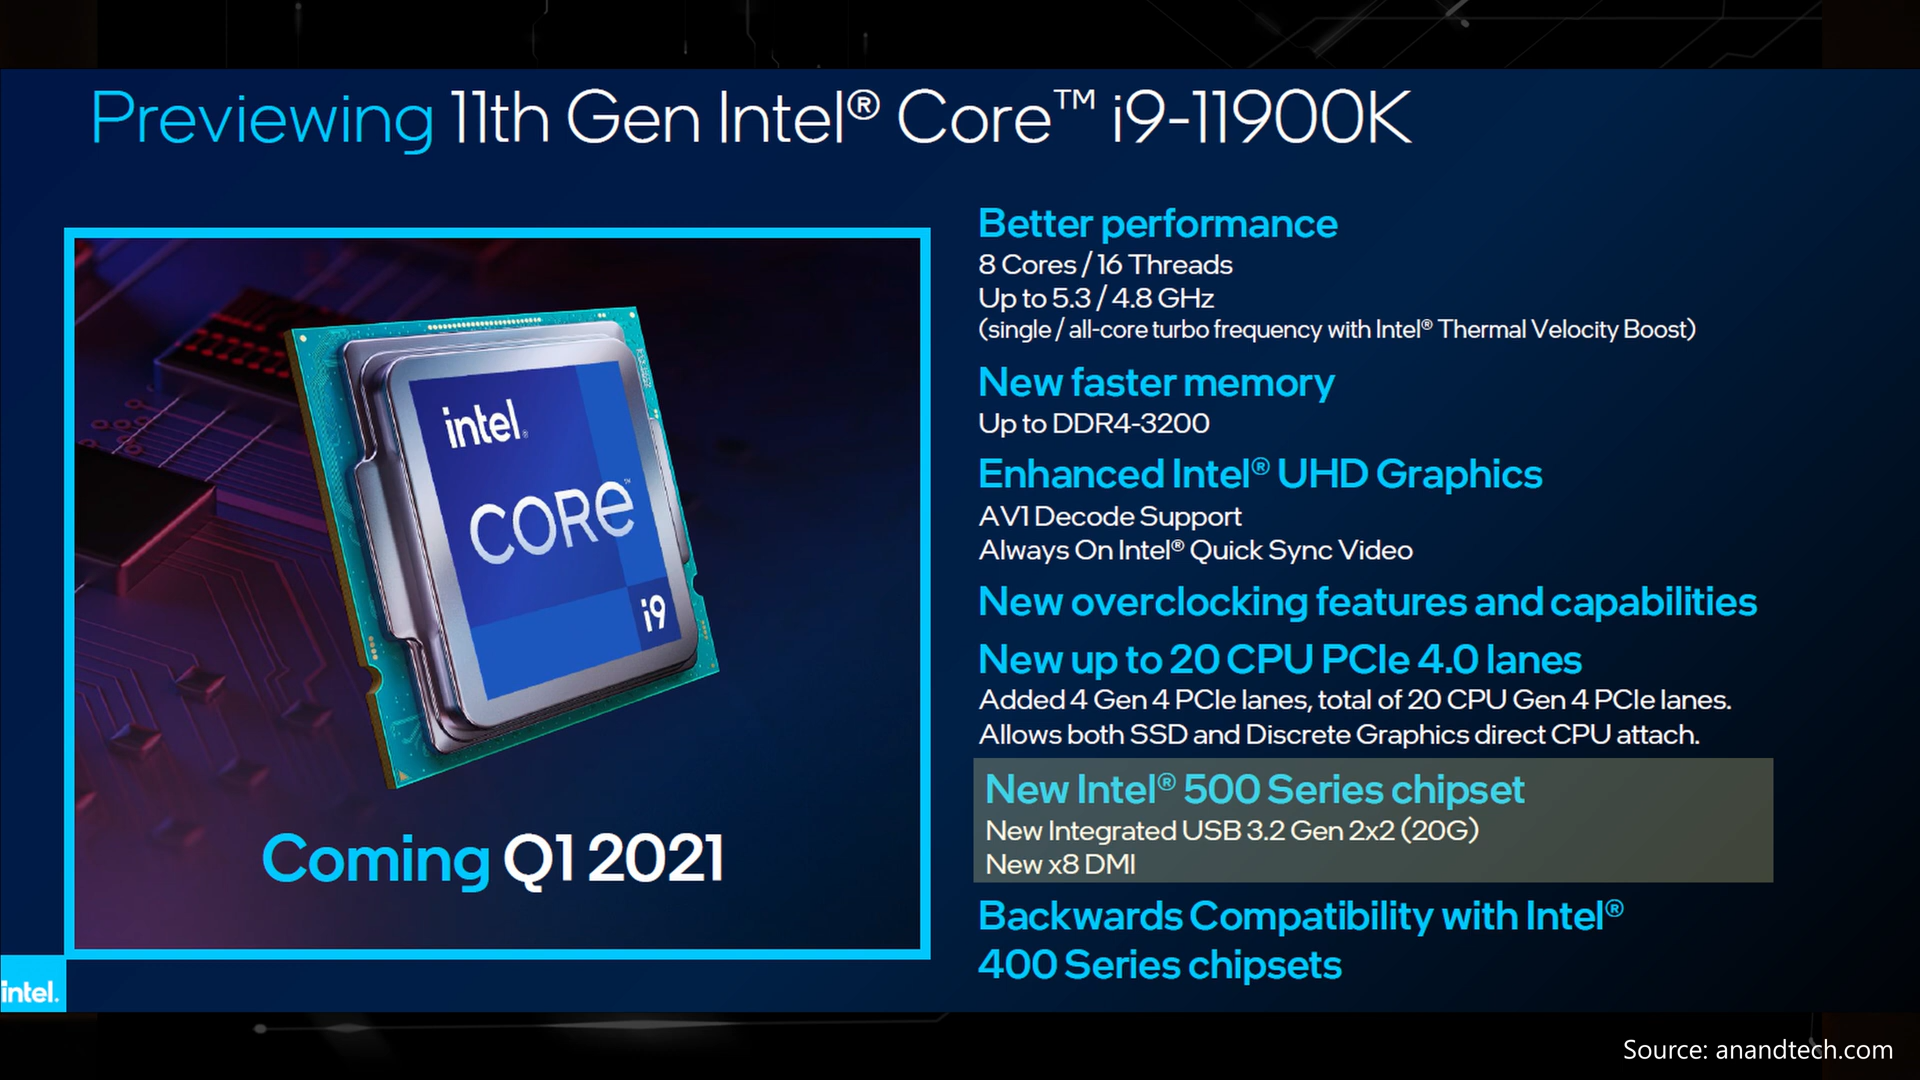 Previewing 11th Gen Intel® Core™ i9-11900K
Better performance
8 Cores / 16 Threads
Up to 5.3 / 4.8 GHz
(single / all-core turbo frequency with Intel® Thermal Velocity Boost)
New faster memory
Up to DDR4-3200
Enhanced Intel® UHD Graphics
AV1 Decode Support
Always On Intel® Quick Sync Video
New overclocking features and capabilities
New up to 20 CPU PCIe 4.0 lanes
Added 4 Gen 4 PCIe lanes, total of 20 CPU Gen 4 PCIe lanes.
Allows both SSD and Discrete Graphics direct CPU attach.
New Intel® 500 Series chipset
New Integrated USB 3.2 Gen 2x2 (20G)
New x8 DMI
Backwards Compatibility with Intel®
400 Series chipsets
intel®
CORE™
i9
Coming Q1 2021
intel.
Source: anandtech.com